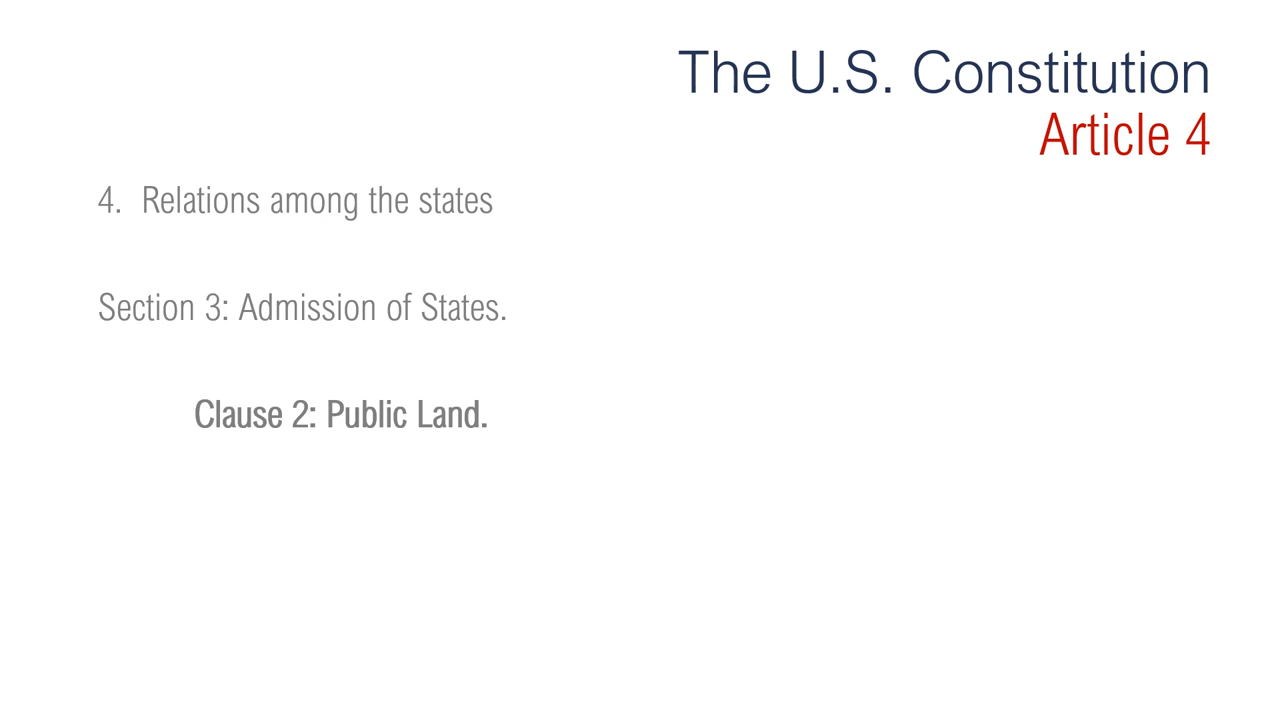 The U.S. Constitution
Article 4
4. Relations among the states
Section 3: Admission of States.
Clause 2: Public Land.